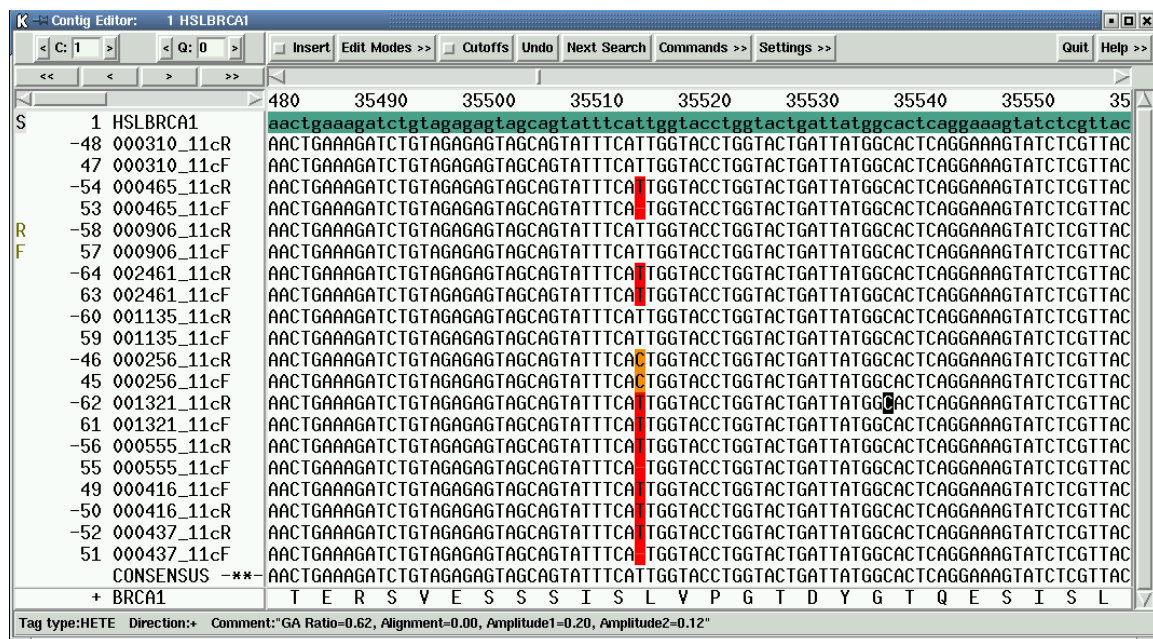 Contig Editor: 1 HSLBRCA1
< C: 1 > < Q: 0 > Insert Edit Modes >> Cutoffs Undo Next Search Commands >> Settings >> Quit Help >>
<< < > >>
480 35490 35500 35510 35520 35530 35540 35550 35
S 1 HSLBRCA1 aactgaaagatctgtagagagtagcagtatttcattggtacctggtactgattatggcactcaggaaagtatctcgttac
-48 000310_11cR AACTGAAAGATCTGTAGAGAGTAGCAGTATTTCATTGGTACCTGGTACTGATTATGGCACTCAGGAAAGTATCTCGTTAC
47 000310_11cF AACTGAAAGATCTGTAGAGAGTAGCAGTATTTCATTGGTACCTGGTACTGATTATGGCACTCAGGAAAGTATCTCGTTAC
-54 000465_11cR AACTGAAAGATCTGTAGAGAGTAGCAGTATTTCATTGGTACCTGGTACTGATTATGGCACTCAGGAAAGTATCTCGTTAC
53 000465_11cF AACTGAAAGATCTGTAGAGAGTAGCAGTATTTCA-TGGTACCTGGTACTGATTATGGCACTCAGGAAAGTATCTCGTTAC
R -58 000906_11cR AACTGAAAGATCTGTAGAGAGTAGCAGTATTTCATTGGTACCTGGTACTGATTATGGCACTCAGGAAAGTATCTCGTTAC
F 57 000906_11cF AACTGAAAGATCTGTAGAGAGTAGCAGTATTTCATTGGTACCTGGTACTGATTATGGCACTCAGGAAAGTATCTCGTTAC
-64 002461_11cR AACTGAAAGATCTGTAGAGAGTAGCAGTATTTCATTGGTACCTGGTACTGATTATGGCACTCAGGAAAGTATCTCGTTAC
63 002461_11cF AACTGAAAGATCTGTAGAGAGTAGCAGTATTTCATTGGTACCTGGTACTGATTATGGCACTCAGGAAAGTATCTCGTTAC
-60 001135_11cR AACTGAAAGATCTGTAGAGAGTAGCAGTATTTCATTGGTACCTGGTACTGATTATGGCACTCAGGAAAGTATCTCGTTAC
59 001135_11cF AACTGAAAGATCTGTAGAGAGTAGCAGTATTTCATTGGTACCTGGTACTGATTATGGCACTCAGGAAAGTATCTCGTTAC
-46 000256_11cR AACTGAAAGATCTGTAGAGAGTAGCAGTATTTCACTGGTACCTGGTACTGATTATGGCACTCAGGAAAGTATCTCGTTAC
45 000256_11cF AACTGAAAGATCTGTAGAGAGTAGCAGTATTTCACTGGTACCTGGTACTGATTATGGCACTCAGGAAAGTATCTCGTTAC
-62 001321_11cR AACTGAAAGATCTGTAGAGAGTAGCAGTATTTCATTGGTACCTGGTACTGATTATGGCACTCAGGAAAGTATCTCGTTAC
61 001321_11cF AACTGAAAGATCTGTAGAGAGTAGCAGTATTTCATTGGTACCTGGTACTGATTATGGCACTCAGGAAAGTATCTCGTTAC
-56 000555_11cR AACTGAAAGATCTGTAGAGAGTAGCAGTATTTCATTGGTACCTGGTACTGATTATGGCACTCAGGAAAGTATCTCGTTAC
55 000555_11cF AACTGAAAGATCTGTAGAGAGTAGCAGTATTTCA-TGGTACCTGGTACTGATTATGGCACTCAGGAAAGTATCTCGTTAC
49 000416_11cF AACTGAAAGATCTGTAGAGAGTAGCAGTATTTCATTGGTACCTGGTACTGATTATGGCACTCAGGAAAGTATCTCGTTAC
-50 000416_11cR AACTGAAAGATCTGTAGAGAGTAGCAGTATTTCATTGGTACCTGGTACTGATTATGGCACTCAGGAAAGTATCTCGTTAC
-52 000437_11cR AACTGAAAGATCTGTAGAGAGTAGCAGTATTTCATTGGTACCTGGTACTGATTATGGCACTCAGGAAAGTATCTCGTTAC
51 000437_11cF AACTGAAAGATCTGTAGAGAGTAGCAGTATTTCA-TGGTACCTGGTACTGATTATGGCACTCAGGAAAGTATCTCGTTAC
CONSENSUS -**- AACTGAAAGATCTGTAGAGAGTAGCAGTATTTCATTGGTACCTGGTACTGATTATGGCACTCAGGAAAGTATCTCGTTAC
+ BRCA1 T E R S V E S S S I S L V P G T D Y G T Q E S I S L
Tag type:HETE Direction:+ Comment:"GA Ratio=0.62, Alignment=0.00, Amplitude1=0.20, Amplitude2=0.12"